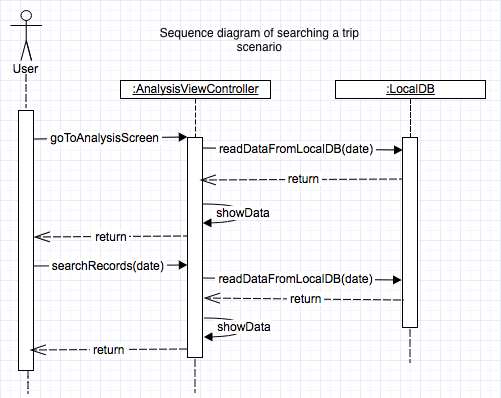 Sequence diagram of searching a trip
scenario
User
:AnalysisViewController
:LocalDB
goToAnalysisScreen
readDataFromLocalDB(date)
return
showData
return
searchRecords(date)
readDataFromLocalDB(date)
return
showData
return